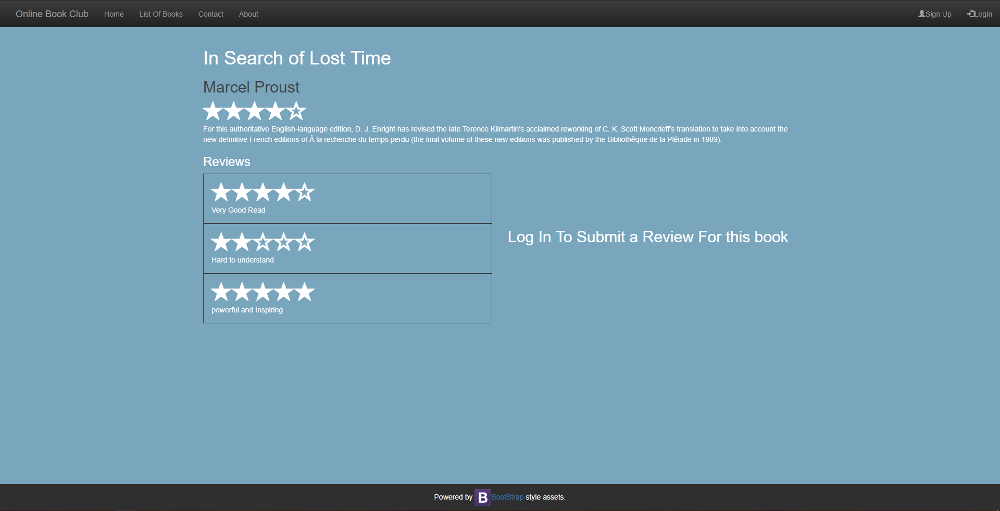 Online Book Club Home List Of Books Contact About Sign Up Login
In Search of Lost Time
Marcel Proust
For this authoritative English-language edition, D. J. Enright has revised the late Terence Kilmartin's acclaimed reworking of C. K. Scott Moncrieff's translation to take into account the
new definitive French editions of À la recherche du temps perdu (the final volume of these new editions was published by the Bibliothèque de la Pléiade in 1989).
Reviews
Very Good Read
Hard to understand
powerful and Inspiring
Log In To Submit a Review For this book
Powered by B BootStrap style assets.